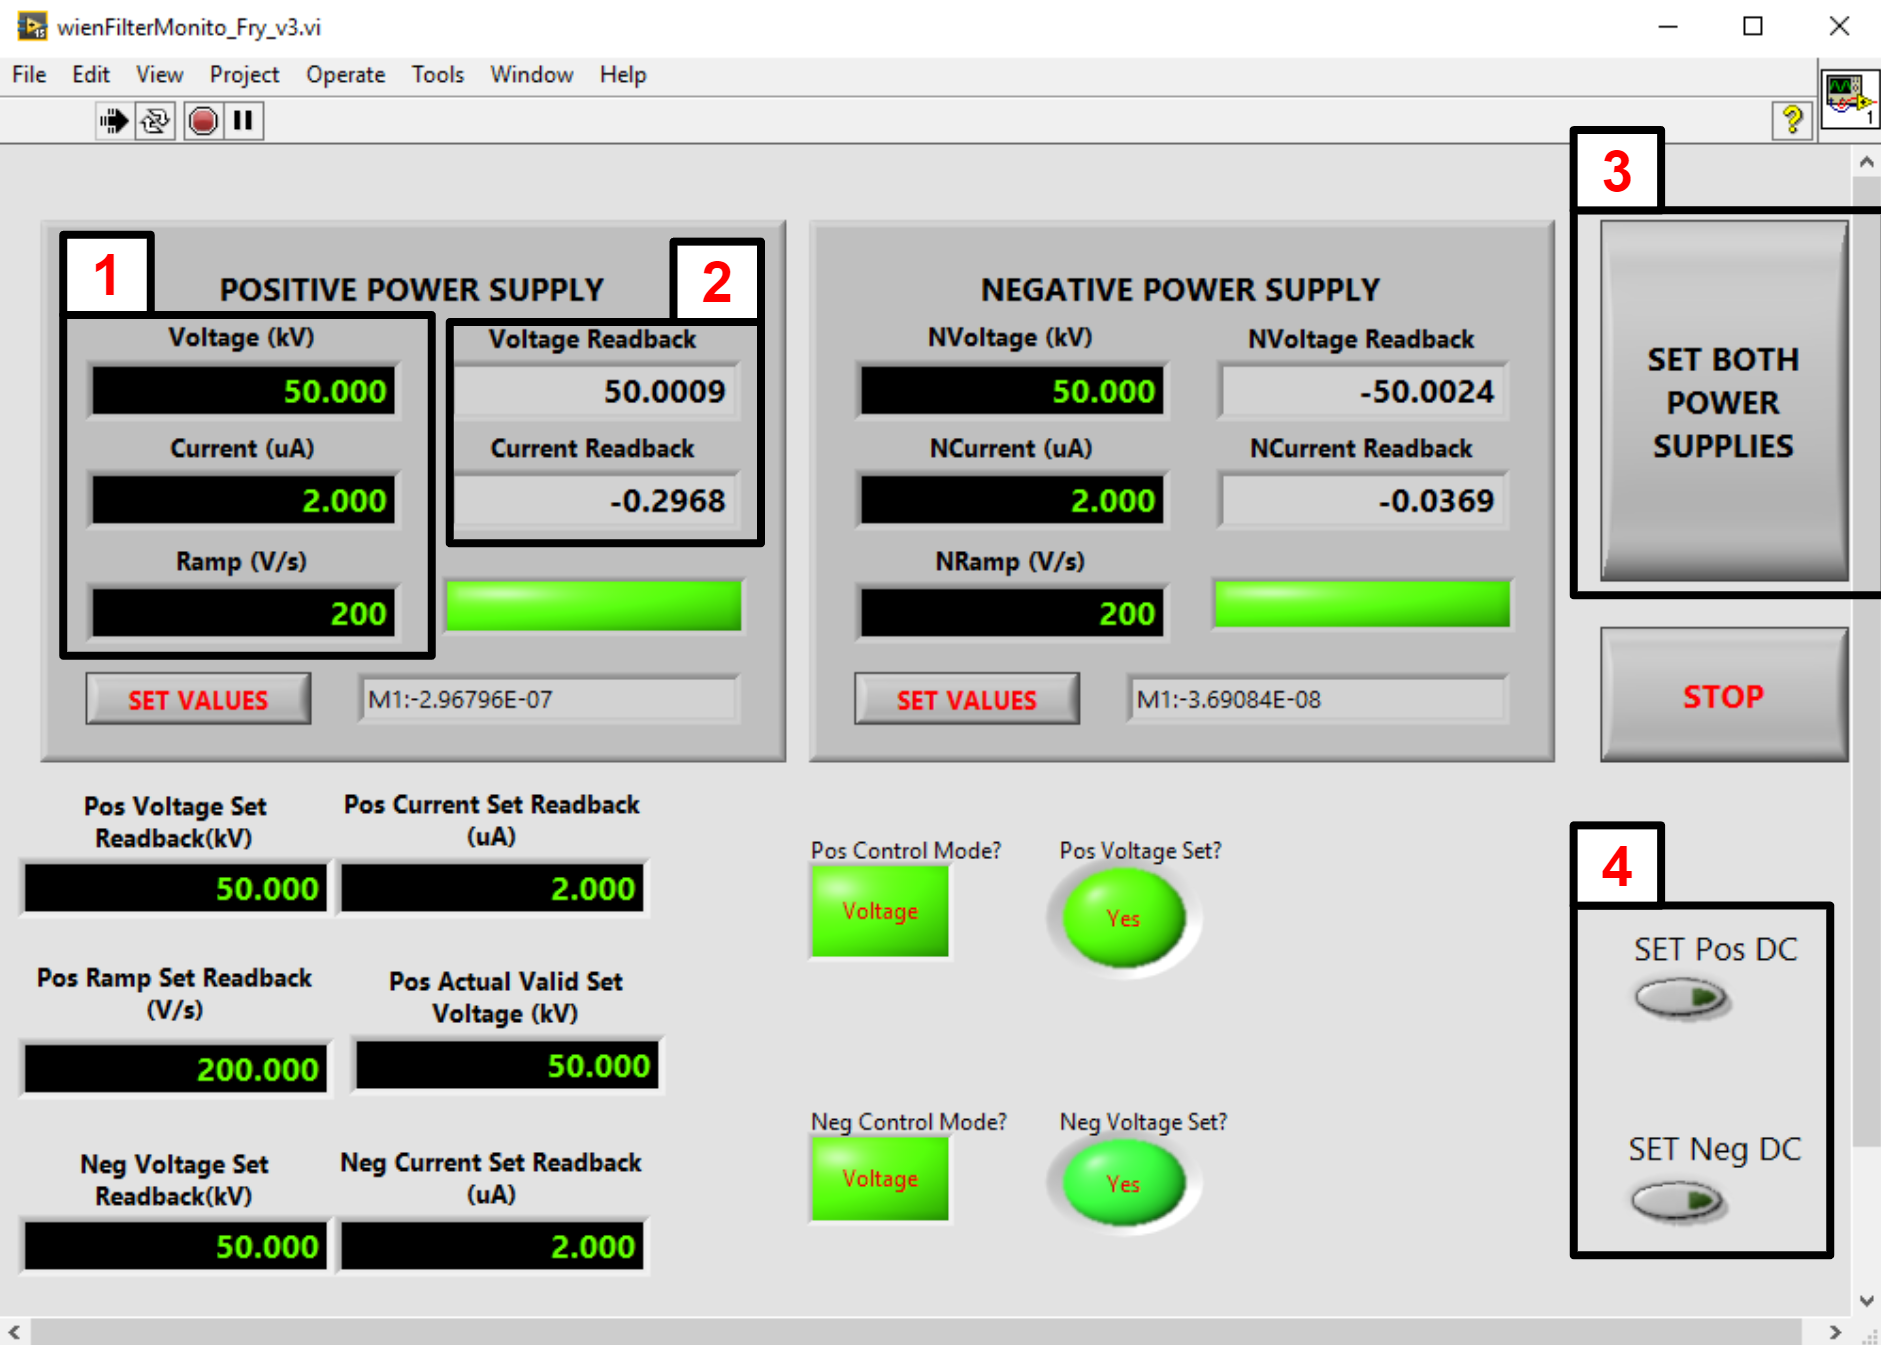 wienFilterMonito_Fry_v3.vi
File Edit View Project Operate Tools Window Help
15
?
1
3
1
POSITIVE POWER SUPPLY
2
Voltage (kV)
50.000
Current (uA)
2.000
Ramp (V/s)
200
Voltage Readback
50.0009
Current Readback
-0.2968
SET VALUES
M1:-2.96796E-07
NEGATIVE POWER SUPPLY
NVoltage (kV)
50.000
NCurrent (uA)
2.000
NRamp (V/s)
200
NVoltage Readback
-50.0024
NCurrent Readback
-0.0369
SET VALUES
M1:-3.69084E-08
SET BOTH
POWER
SUPPLIES
STOP
Pos Voltage Set
Readback(kV)
50.000
Pos Current Set Readback
(uA)
2.000
Pos Ramp Set Readback
(V/s)
200.000
Pos Actual Valid Set
Voltage (kV)
50.000
Neg Voltage Set
Readback(kV)
50.000
Neg Current Set Readback
(uA)
2.000
Pos Control Mode?
Voltage
Pos Voltage Set?
Yes
Neg Control Mode?
Voltage
Neg Voltage Set?
Yes
4
SET Pos DC
SET Neg DC